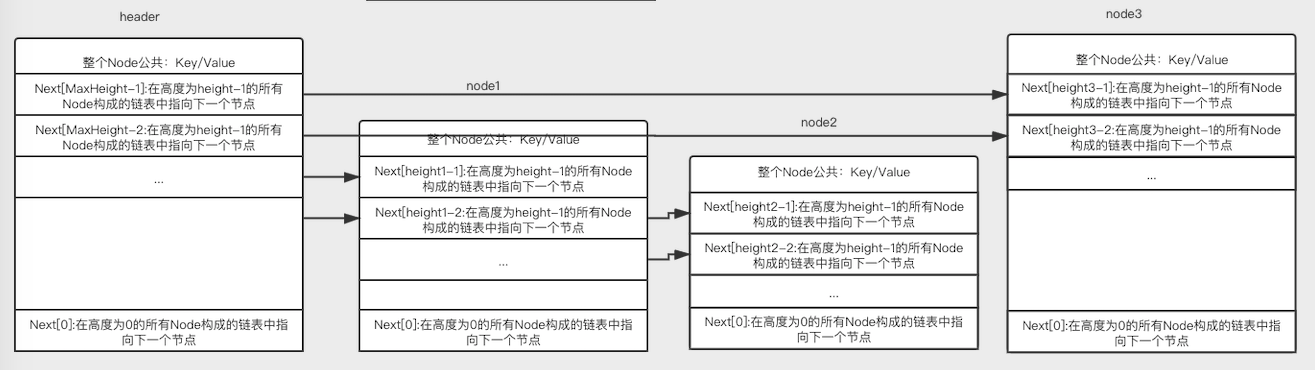 header
整个Node公共：Key/Value
Next[MaxHeight-1]:在高度为height-1的所有
Node构成的链表中指向下一个节点
Next[MaxHeight-2:在高度为height-1的所有
Node构成的链表中指向下一个节点
...
Next[0]:在高度为0的所有Node构成的链表中指
向下一个节点
node1
整个Node公共：Key/Value
Next[height1-1]:在高度为height-1的所有Node
构成的链表中指向下一个节点
Next[height1-2:在高度为height-1的所有Node
构成的链表中指向下一个节点
...
Next[0]:在高度为0的所有Node构成的链表中指
向下一个节点
node2
整个Node公共：Key/Value
Next[height2-1]:在高度为height-1的所有Node
构成的链表中指向下一个节点
Next[height2-2:在高度为height-1的所有Node
构成的链表中指向下一个节点
...
Next[0]:在高度为0的所有Node构成的链表中指
向下一个节点
node3
整个Node公共：Key/Value
Next[height3-1]:在高度为height-1的所有Node
构成的链表中指向下一个节点
Next[height3-2:在高度为height-1的所有Node
构成的链表中指向下一个节点
...
Next[0]:在高度为0的所有Node构成的链表中指
向下一个节点